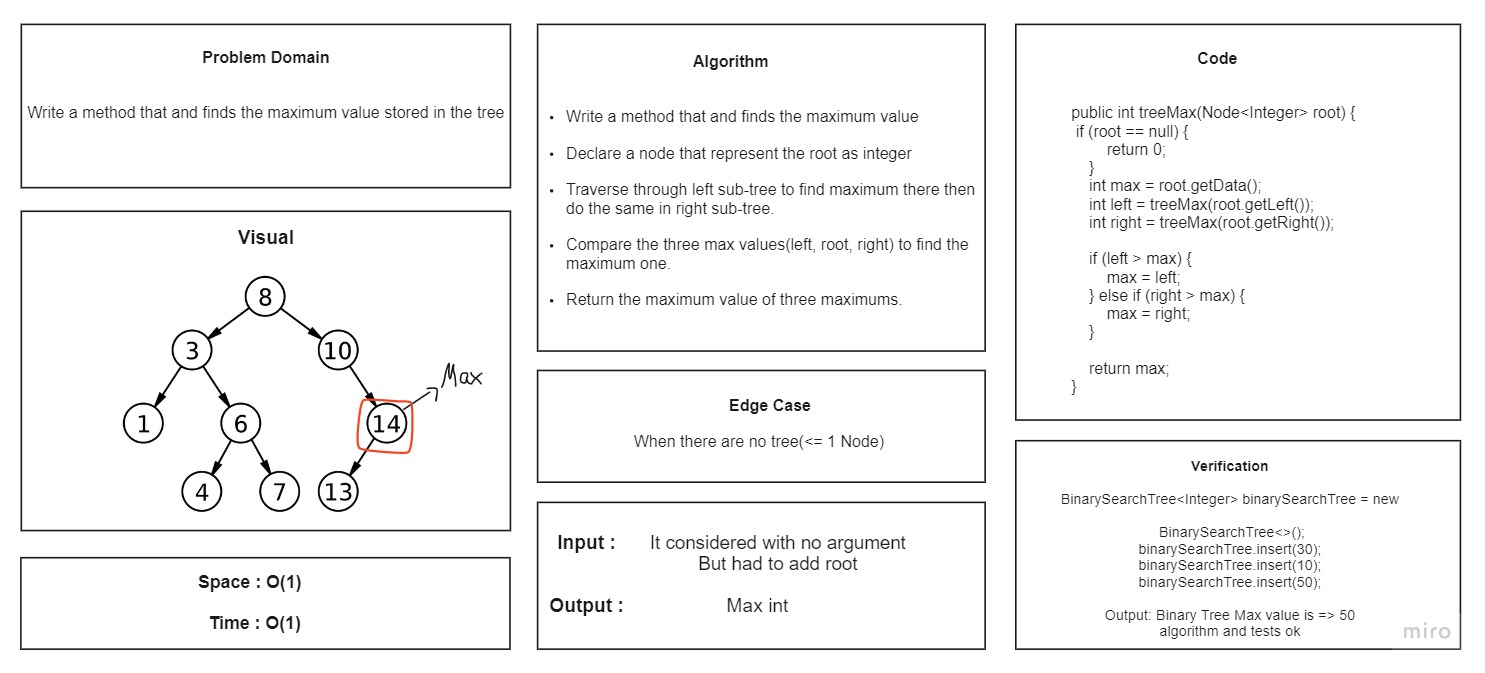 Problem Domain
Write a method that and finds the maximum value stored in the tree
Visual
8
3
10
Max
1
6
14
4
7
13
Space : O(1)
Time : O(1)
Algorithm
• Write a method that and finds the maximum value
• Declare a node that represent the root as integer
• Traverse through left sub-tree to find maximum there then
do the same in right sub-tree.
• Compare the three max values(left, root, right) to find the
maximum one.
• Return the maximum value of three maximums.
Edge Case
When there are no tree(<= 1 Node)
Input : It considered with no argument
But had to add root
Output : Max int
Code
public int treeMax(Node<Integer> root) {
if (root == null) {
return 0;
}
int max = root.getData();
int left = treeMax(root.getLeft());
int right = treeMax(root.getRight());
if (left > max) {
max = left;
} else if (right > max) {
max = right;
}
return max;
}
Verification
BinarySearchTree<Integer> binarySearchTree = new
BinarySearchTree<>();
binarySearchTree.insert(30);
binarySearchTree.insert(10);
binarySearchTree.insert(50);
Output: Binary Tree Max value is => 50
algorithm and tests ok
miro